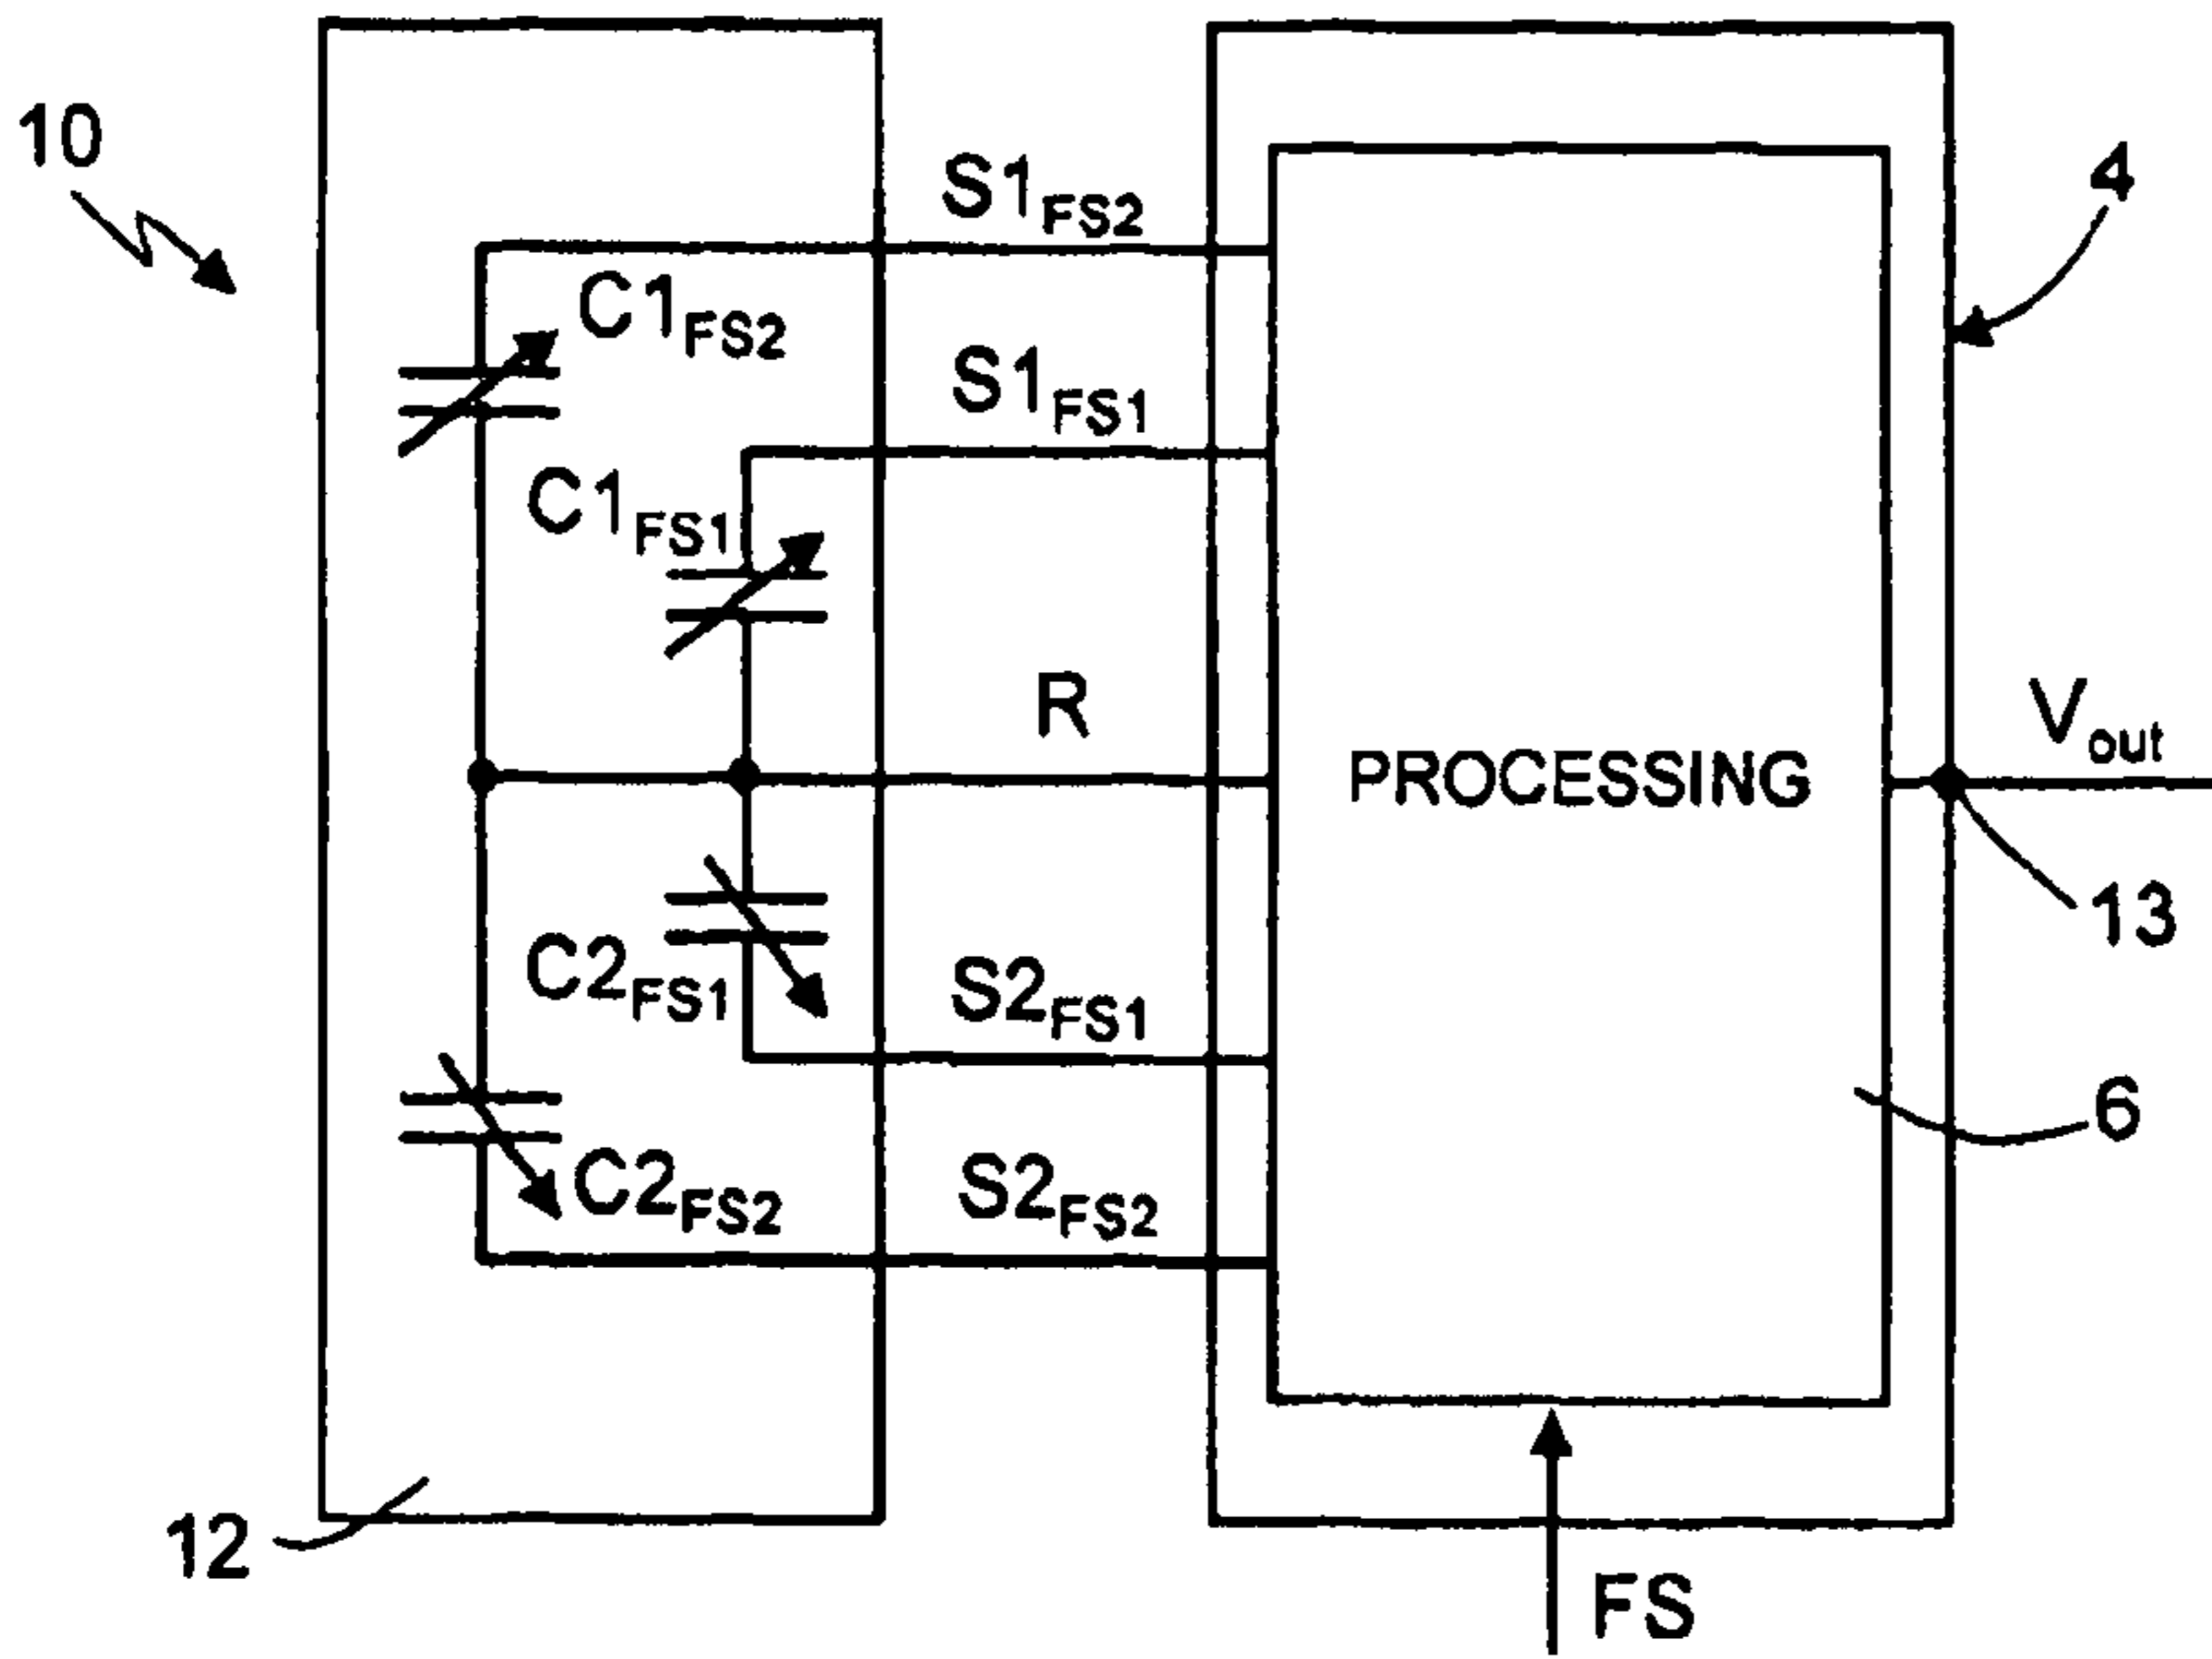 10
S1FS2
4
C1FS2
S1FS1
C1FS1
R
Vout
PROCESSING
13
C2FS1
S2FS1
6
C2FS2
S2FS2
12
FS